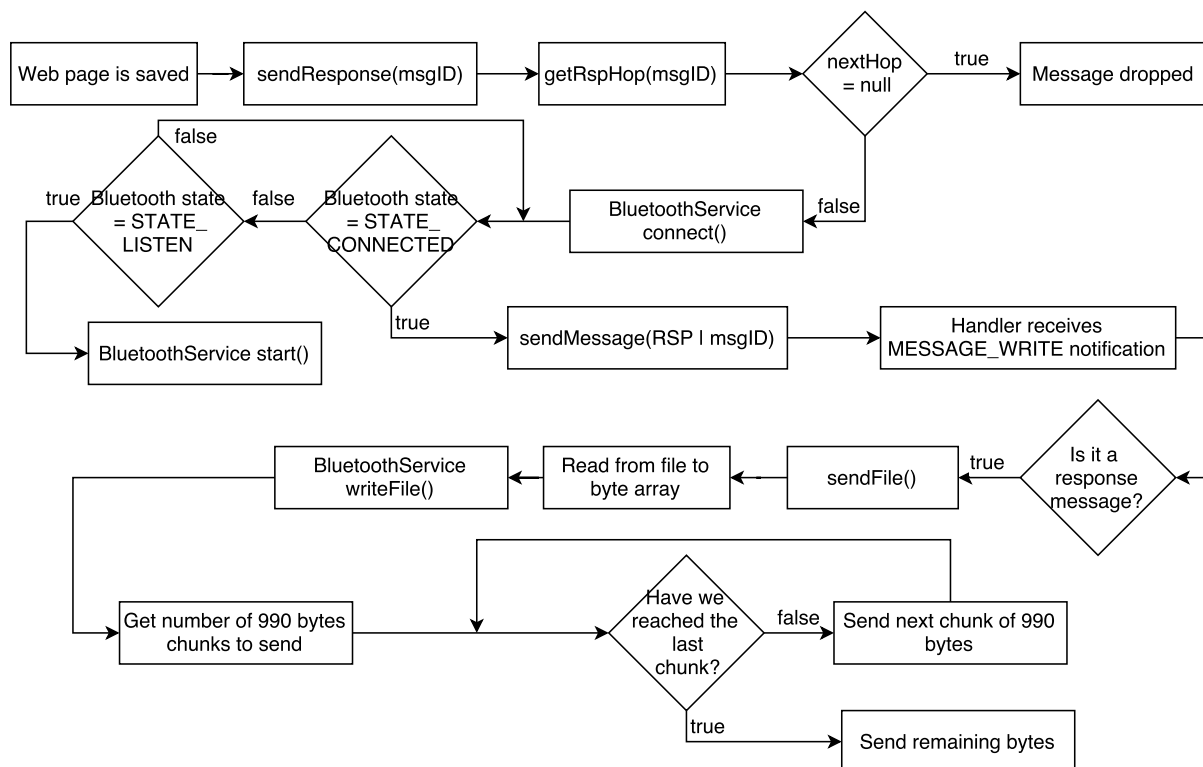 Web page is saved
sendResponse(msgID)
getRspHop(msgID)
nextHop
= null
true
Message dropped
false
true
Bluetooth state
= STATE_
LISTEN
false
Bluetooth state
= STATE_
CONNECTED
BluetoothService
connect()
false
BluetoothService start()
true
sendMessage(RSP | msgID)
Handler receives
MESSAGE_WRITE notification
BluetoothService
writeFile()
Read from file to
byte array
sendFile()
true
Is it a
response
message?
Get number of 990 bytes
chunks to send
Have we
reached the
last
chunk?
false
Send next chunk of 990
bytes
true
Send remaining bytes